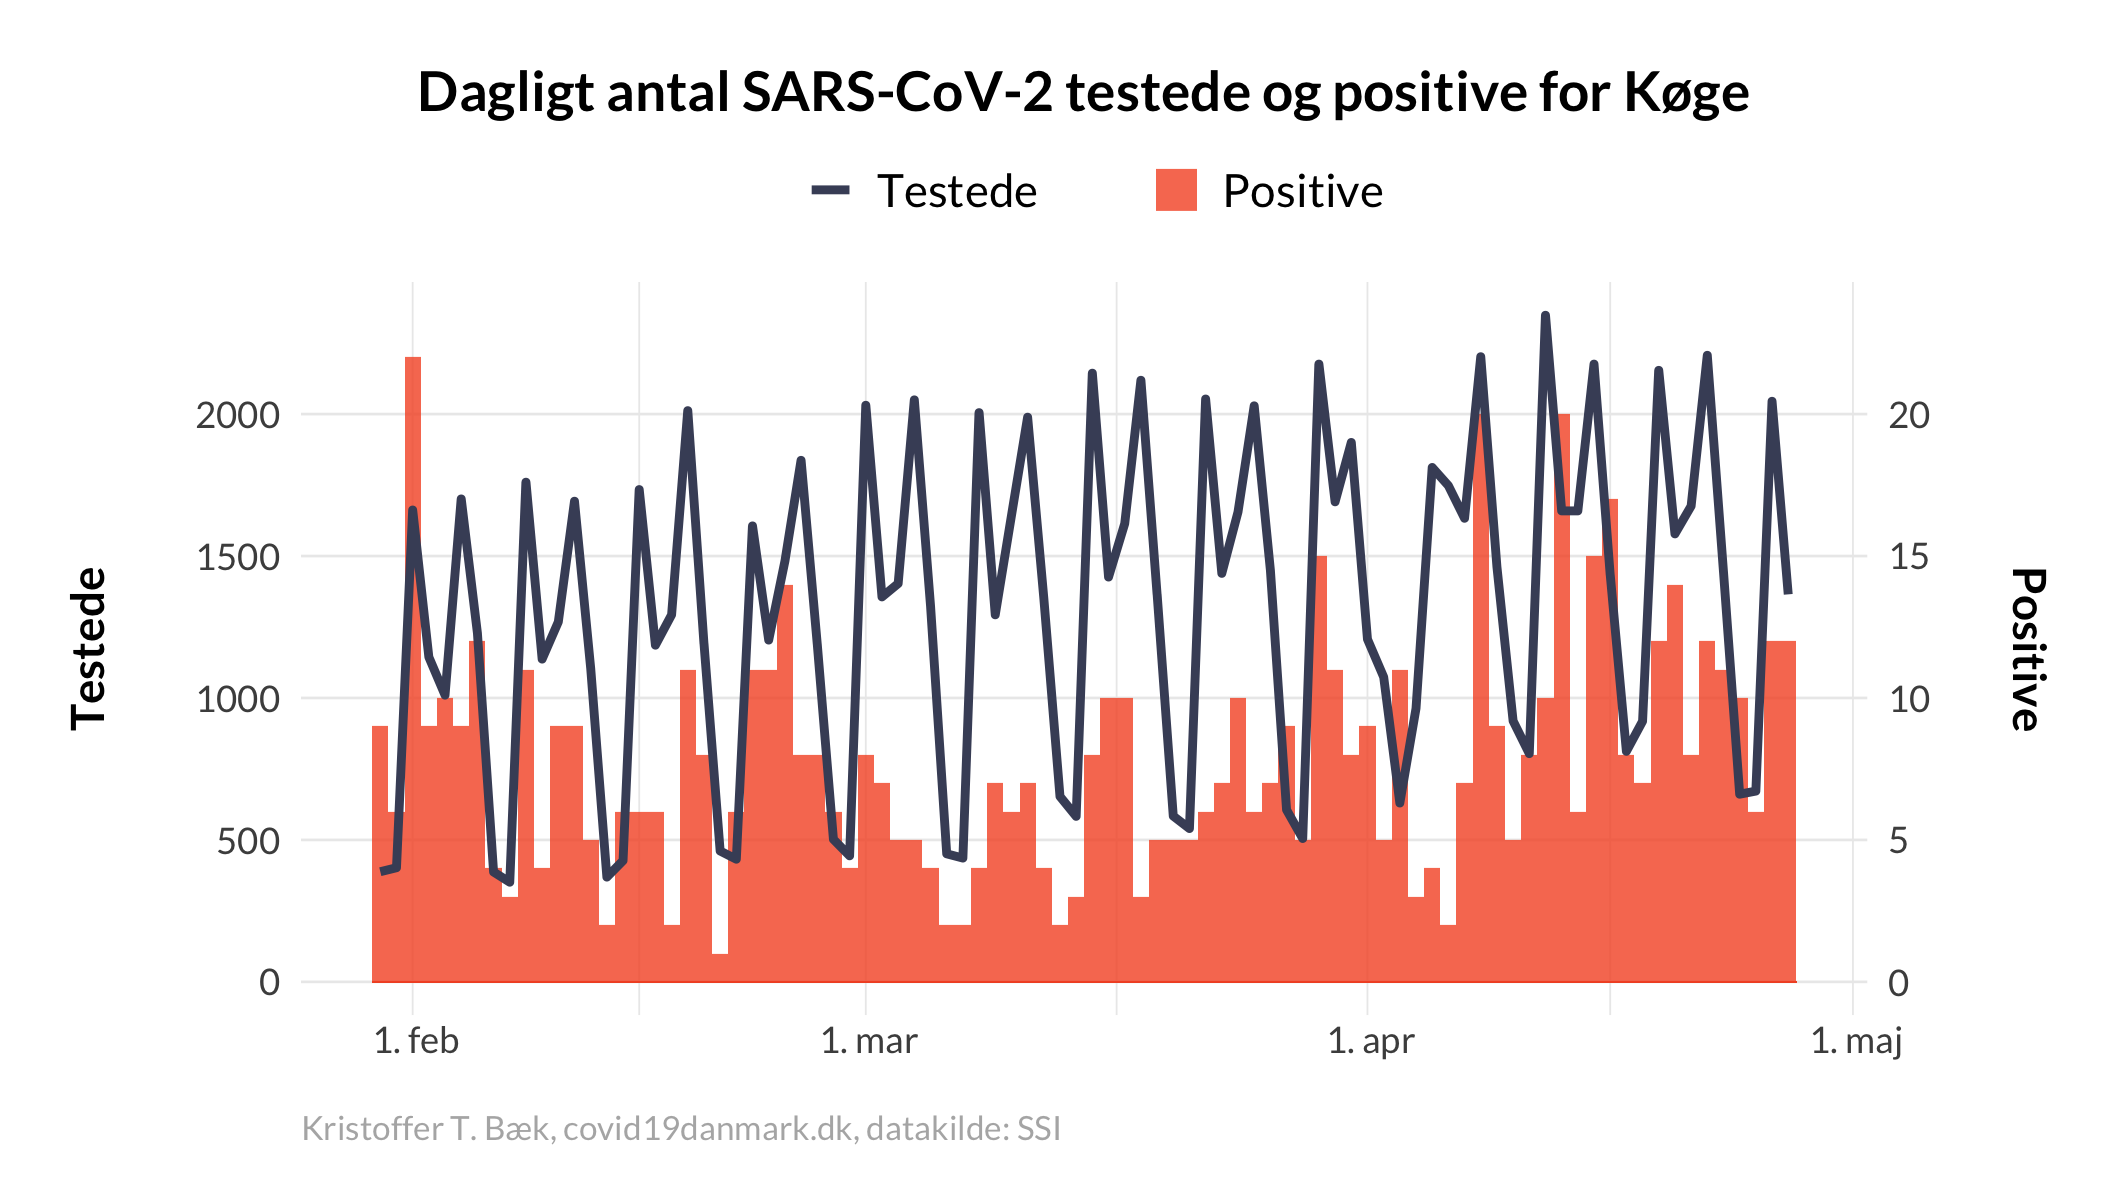 Dagligt antal SARS-CoV-2 testede og positive for Køge
Testede
Positive
2000
1500
1000
500
0
Testede
20
15
10
5
0
Positive
1. feb
1. mar
1. apr
1. maj
Kristoffer T. Bæk, covid19danmark.dk, datakilde: SSI